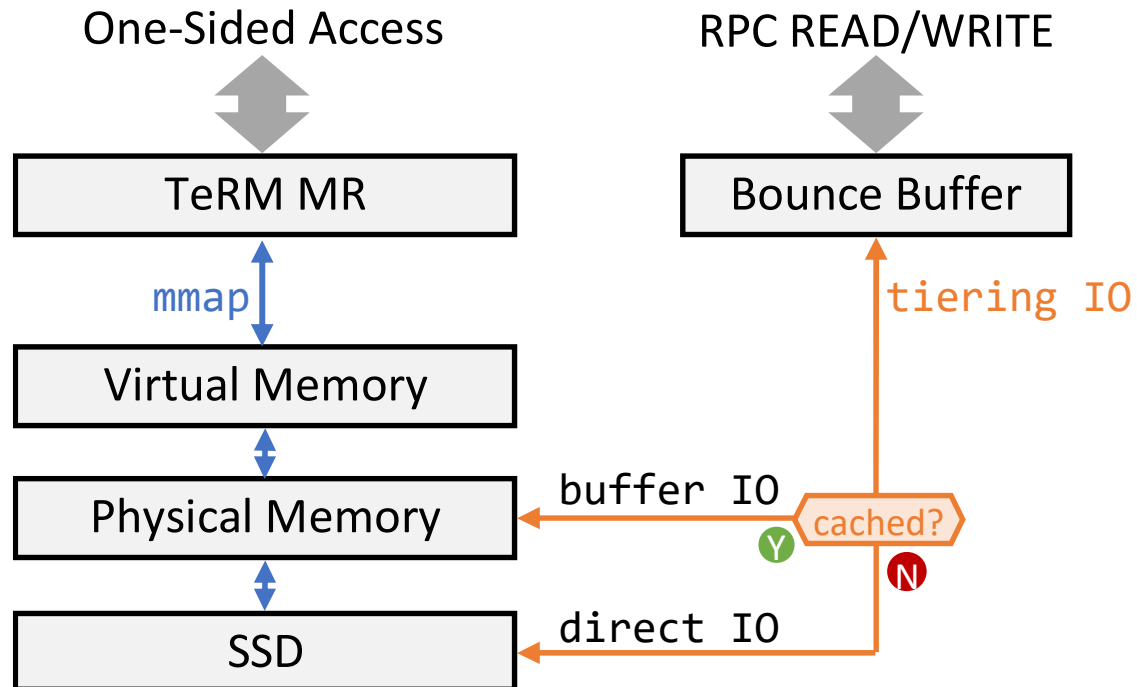 One-Sided Access
RPC READ/WRITE
TeRM MR
Bounce Buffer
mmap
tiering IO
Virtual Memory
Physical Memory
buffer IO
cached?
Y
N
SSD
direct IO